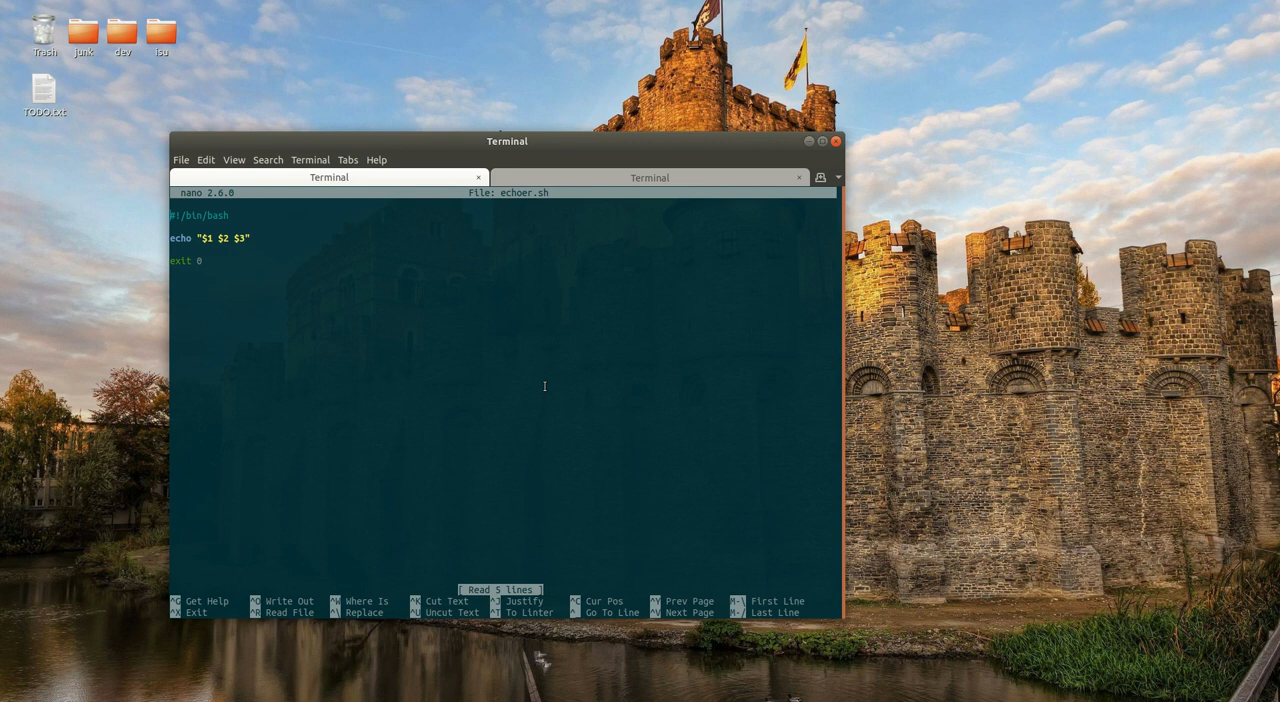 Trash junk dev isu
TODO.txt
Terminal
File Edit View Search Terminal Tabs Help
Terminal × Terminal ×
nano 2.6.0 File: echoer.sh
#!/bin/bash
echo "$1 $2 $3"
exit 0
[ Read 5 lines ]
^G Get Help ^O Write Out ^W Where Is ^K Cut Text ^J Justify ^C Cur Pos ^Y Prev Page M-\ First Line
^X Exit ^R Read File ^\ Replace ^U Uncut Text ^T To Linter ^_ Go To Line ^V Next Page M-/ Last Line